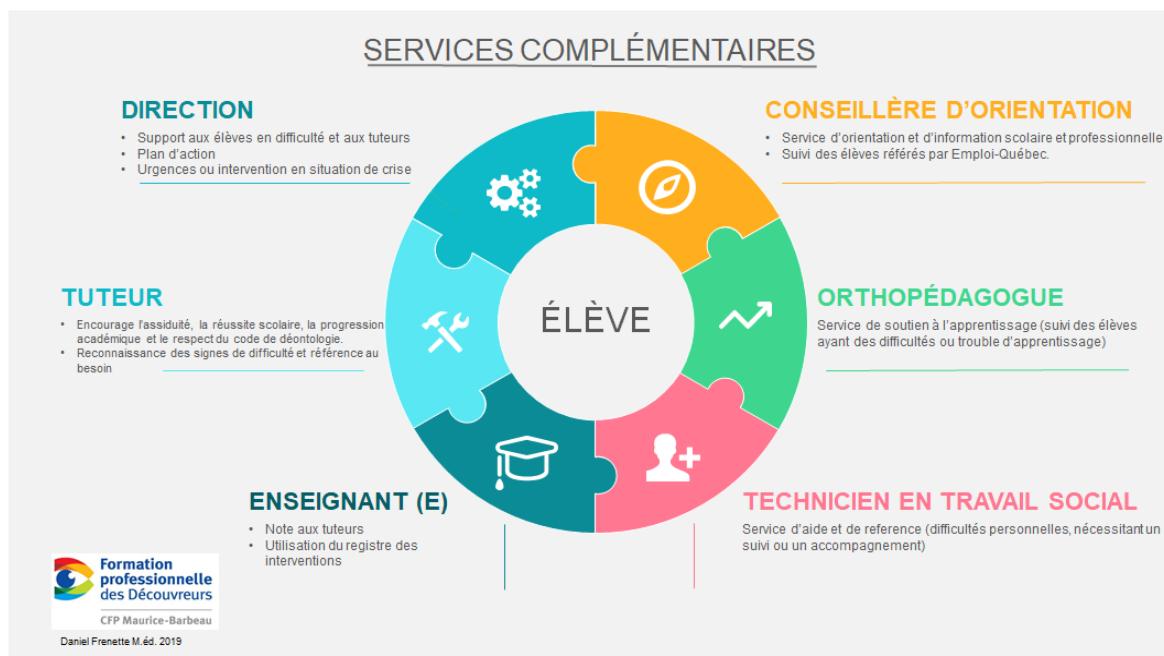 SERVICES COMPLÉMENTAIRES
DIRECTION
• Support aux élèves en difficulté et aux tuteurs
• Plan d'action
• Urgences ou intervention en situation de crise
CONSEILLÈRE D'ORIENTATION
• Service d'orientation et d'information scolaire et professionnelle
• Suivi des élèves référés par Emploi-Québec.
TUTEUR
• Encourage l'assiduité, la réussite scolaire, la progression
académique et le respect du code de déontologie.
• Reconnaissance des signes de difficulté et référence au
besoin
ÉLÈVE
ORTHOPÉDAGOGUE
Service de soutien à l'apprentissage (suivi des élèves
ayant des difficultés ou trouble d'apprentissage)
ENSEIGNANT (E)
• Note aux tuteurs
• Utilisation du registre des
interventions
TECHNICIEN EN TRAVAIL SOCIAL
Service d'aide et de reference (difficultés personnelles, nécessitant un
suivi ou un accompagnement)
Formation
professionnelle
des Découvreurs
CFP Maurice-Barbeau
Daniel Frenette M.éd. 2019